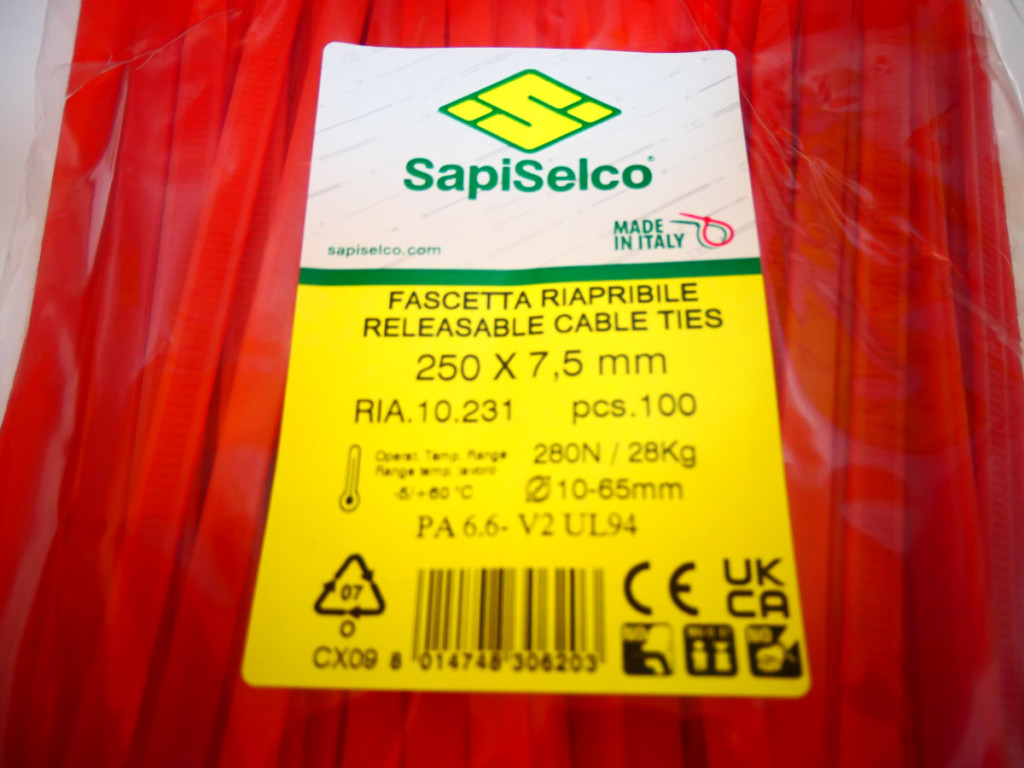 SapiSelco
sapiselco.com
MADE
IN ITALY
FASCETTA RIAPRIBILE
RELEASABLE CABLE TIES
250 X 7,5 mm
RIA.10.231 pcs.100
Operat. Temp. Range
Range temp. lavoro
-5/+60 °C
280N / 28Kg
10-65mm
PA 6.6- V2 UL94
07
O
CX09
8 014748 306203
CE
UK
CA